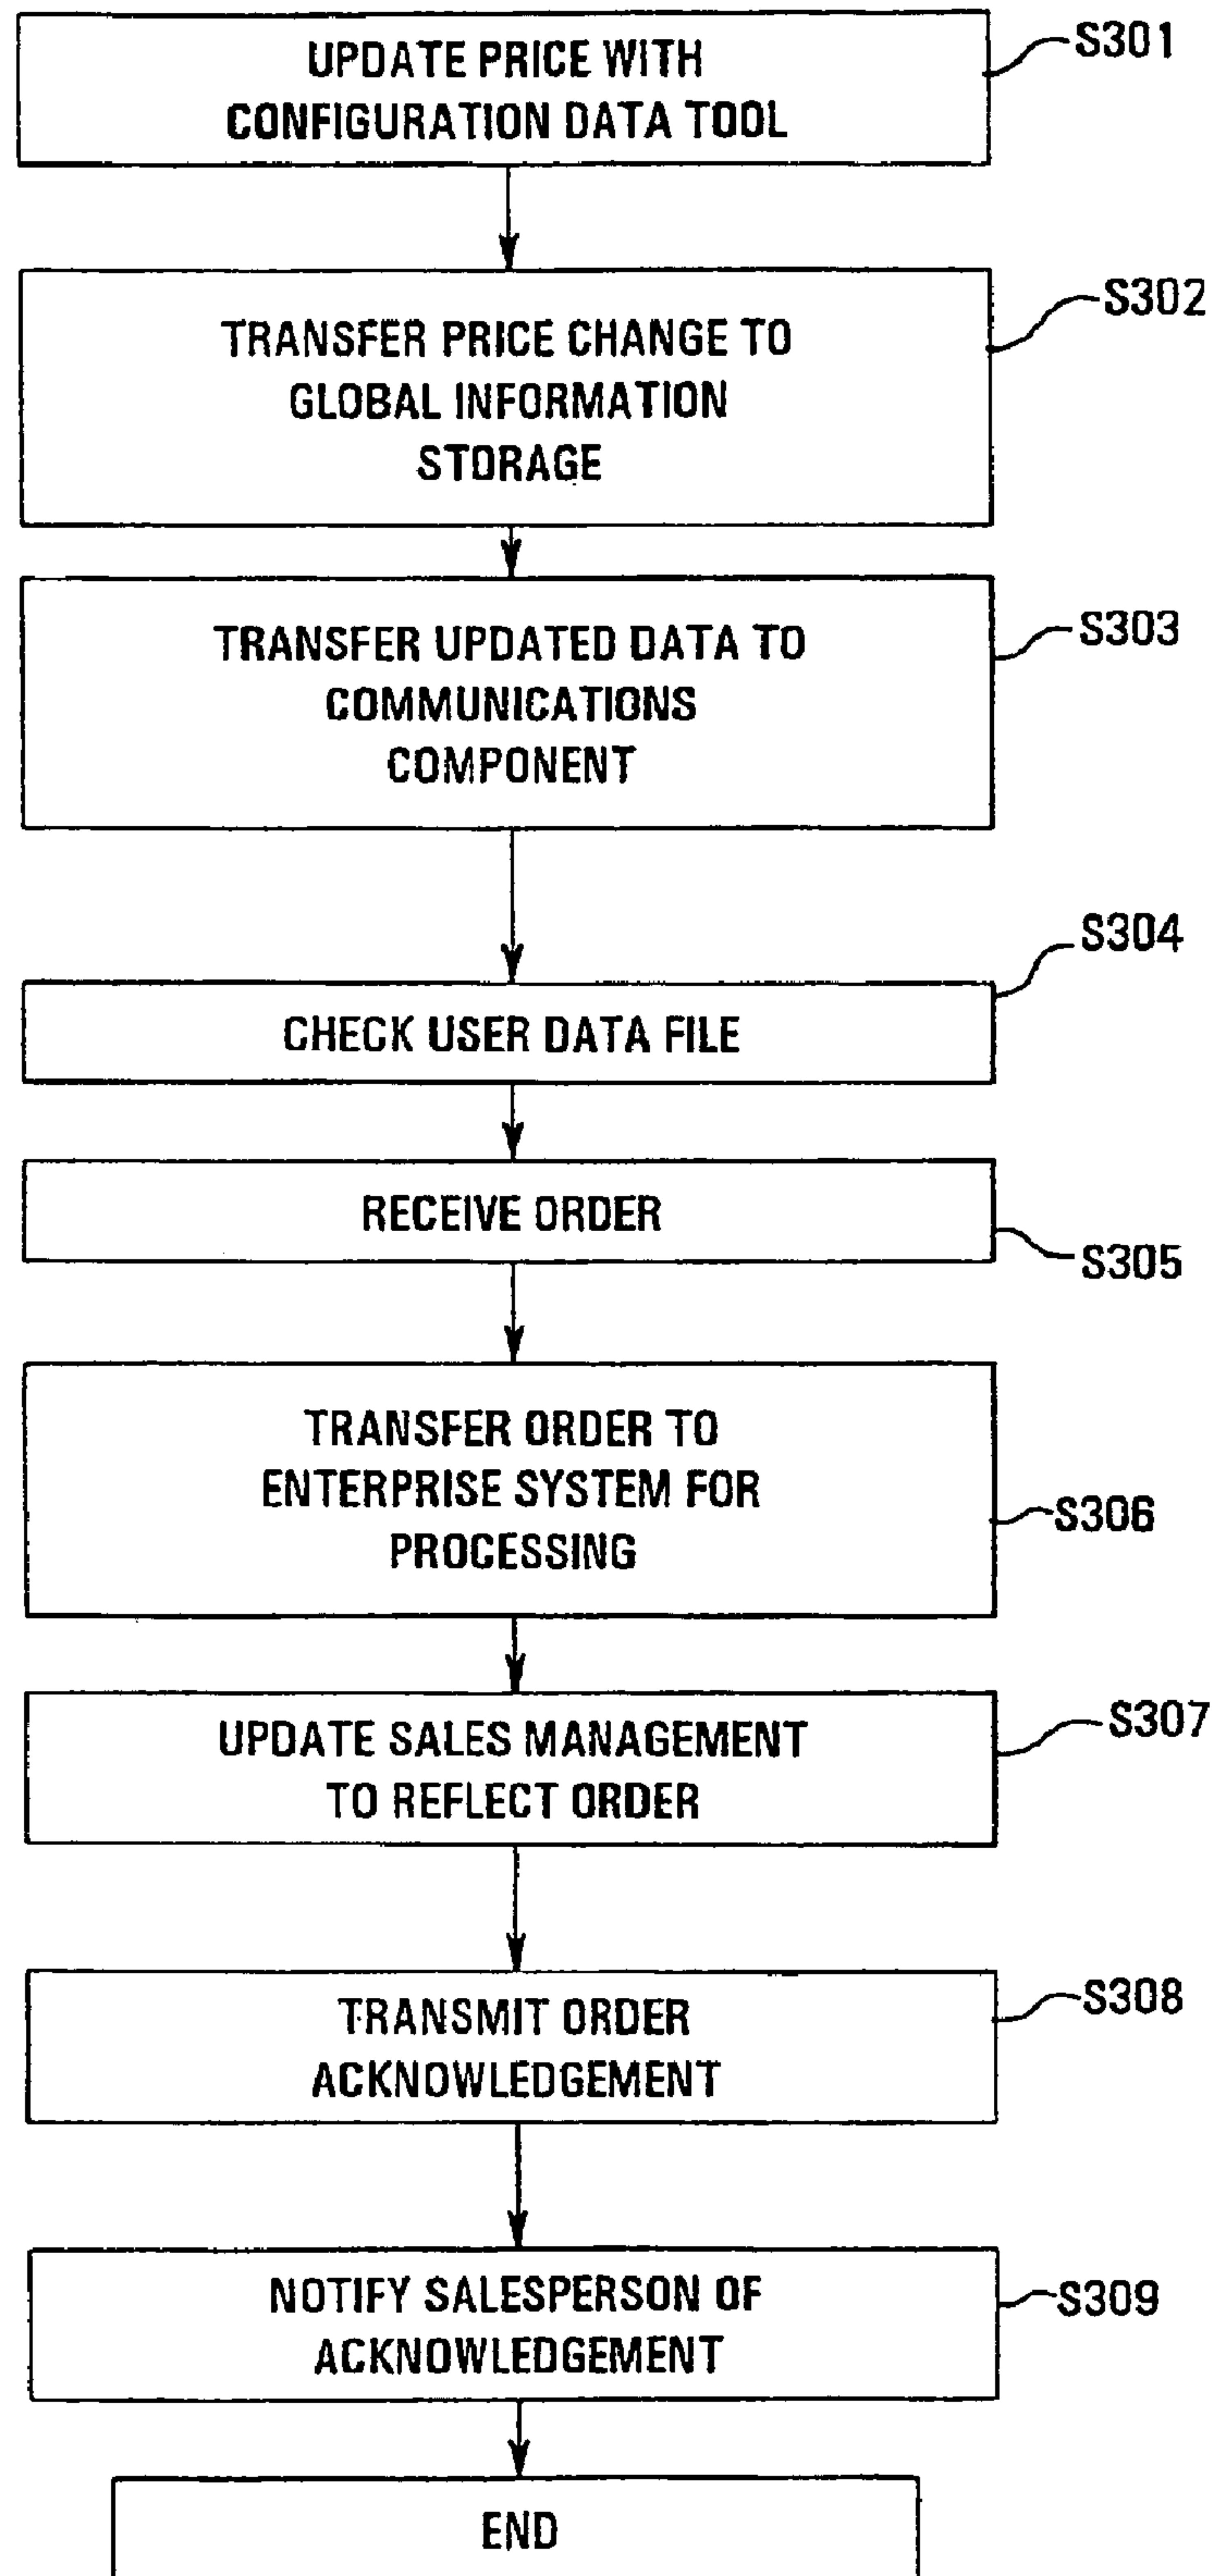 UPDATE PRICE WITH
CONFIGURATION DATA TOOL
S301
TRANSFER PRICE CHANGE TO
GLOBAL INFORMATION
STORAGE
S302
TRANSFER UPDATED DATA TO
COMMUNICATIONS
COMPONENT
S303
CHECK USER DATA FILE
S304
RECEIVE ORDER
S305
TRANSFER ORDER TO
ENTERPRISE SYSTEM FOR
PROCESSING
S306
UPDATE SALES MANAGEMENT
TO REFLECT ORDER
S307
TRANSMIT ORDER
ACKNOWLEDGEMENT
S308
NOTIFY SALESPERSON OF
ACKNOWLEDGEMENT
S309
END